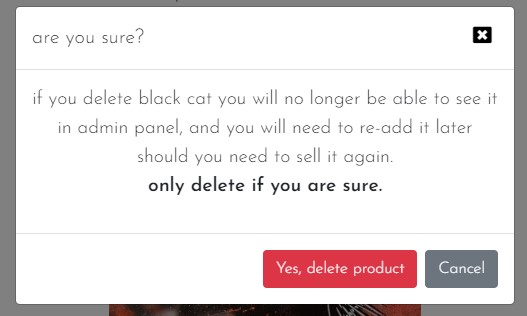 are you sure?
if you delete black cat you will no longer be able to see it
in admin panel, and you will need to re-add it later
should you need to sell it again.
only delete if you are sure.
Yes, delete product
Cancel